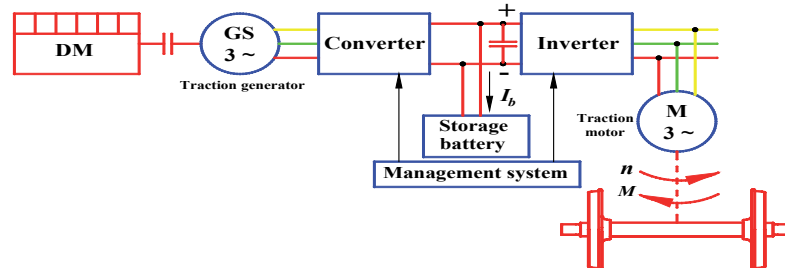 DM
GS
3 ~
Traction generator
Converter
+
-
I_b
Inverter
Storage
battery
Management system
Traction
motor
M
3 ~
n
M